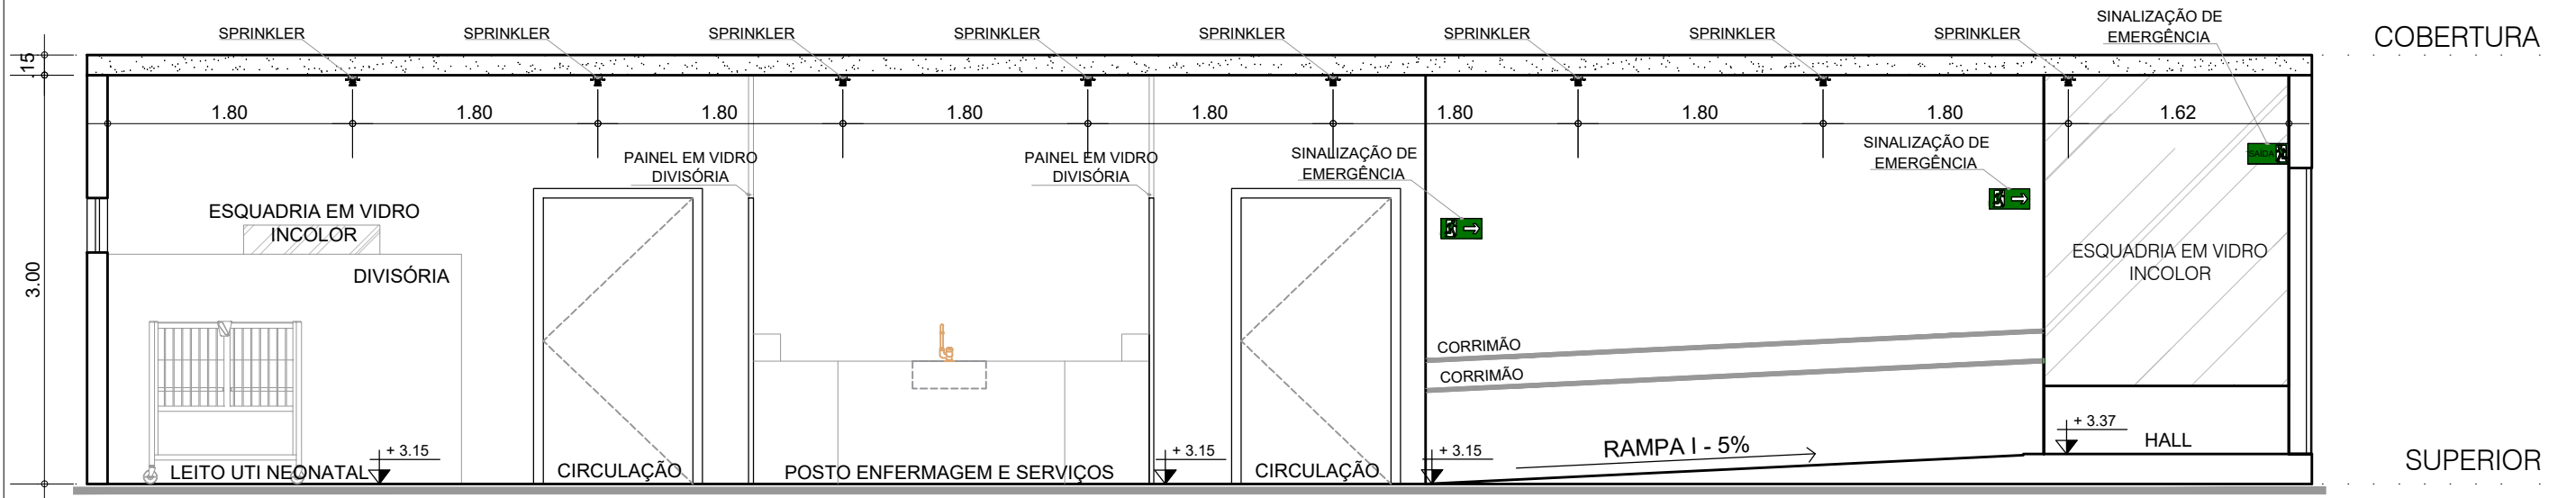 SINALIZAÇÃO DE
EMERGÊNCIA
SPRINKLER
SPRINKLER
SPRINKLER
SPRINKLER
SPRINKLER
SPRINKLER
SPRINKLER
SPRINKLER
COBERTURA
.15
1.80
1.80
1.80
1.80
1.80
1.80
1.80
1.80
1.62
PAINEL EM VIDRO
DIVISÓRIA
PAINEL EM VIDRO
DIVISÓRIA
SINALIZAÇÃO DE
EMERGÊNCIA
SINALIZAÇÃO DE
EMERGÊNCIA
SAÍDA
ESQUADRIA EM VIDRO
INCOLOR
DIVISÓRIA
3.00
ESQUADRIA EM VIDRO
INCOLOR
CORRIMÃO
CORRIMÃO
+ 3.15
+ 3.15
+ 3.15
+ 3.37
LEITO UTI NEONATAL
CIRCULAÇÃO
POSTO ENFERMAGEM E SERVIÇOS
CIRCULAÇÃO
RAMPA I - 5%
HALL
SUPERIOR